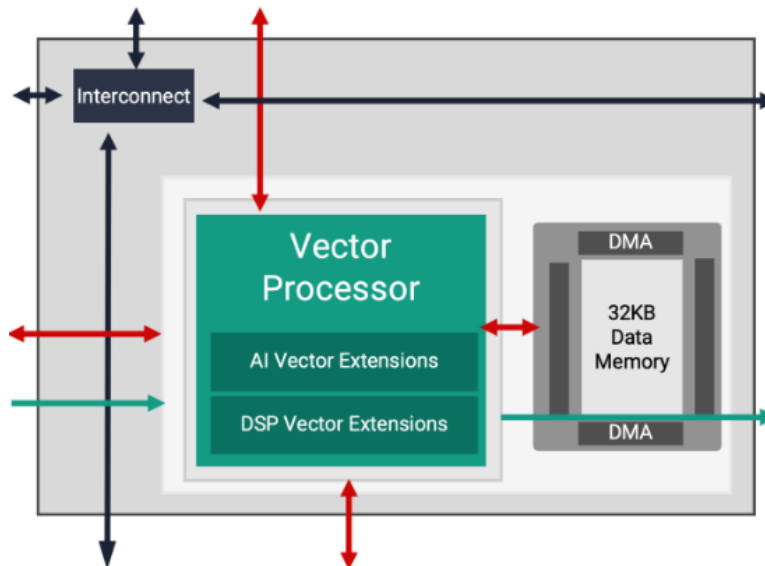 Interconnect
Vector
Processor
AI Vector Extensions
DSP Vector Extensions
DMA
32KB
Data
Memory
DMA